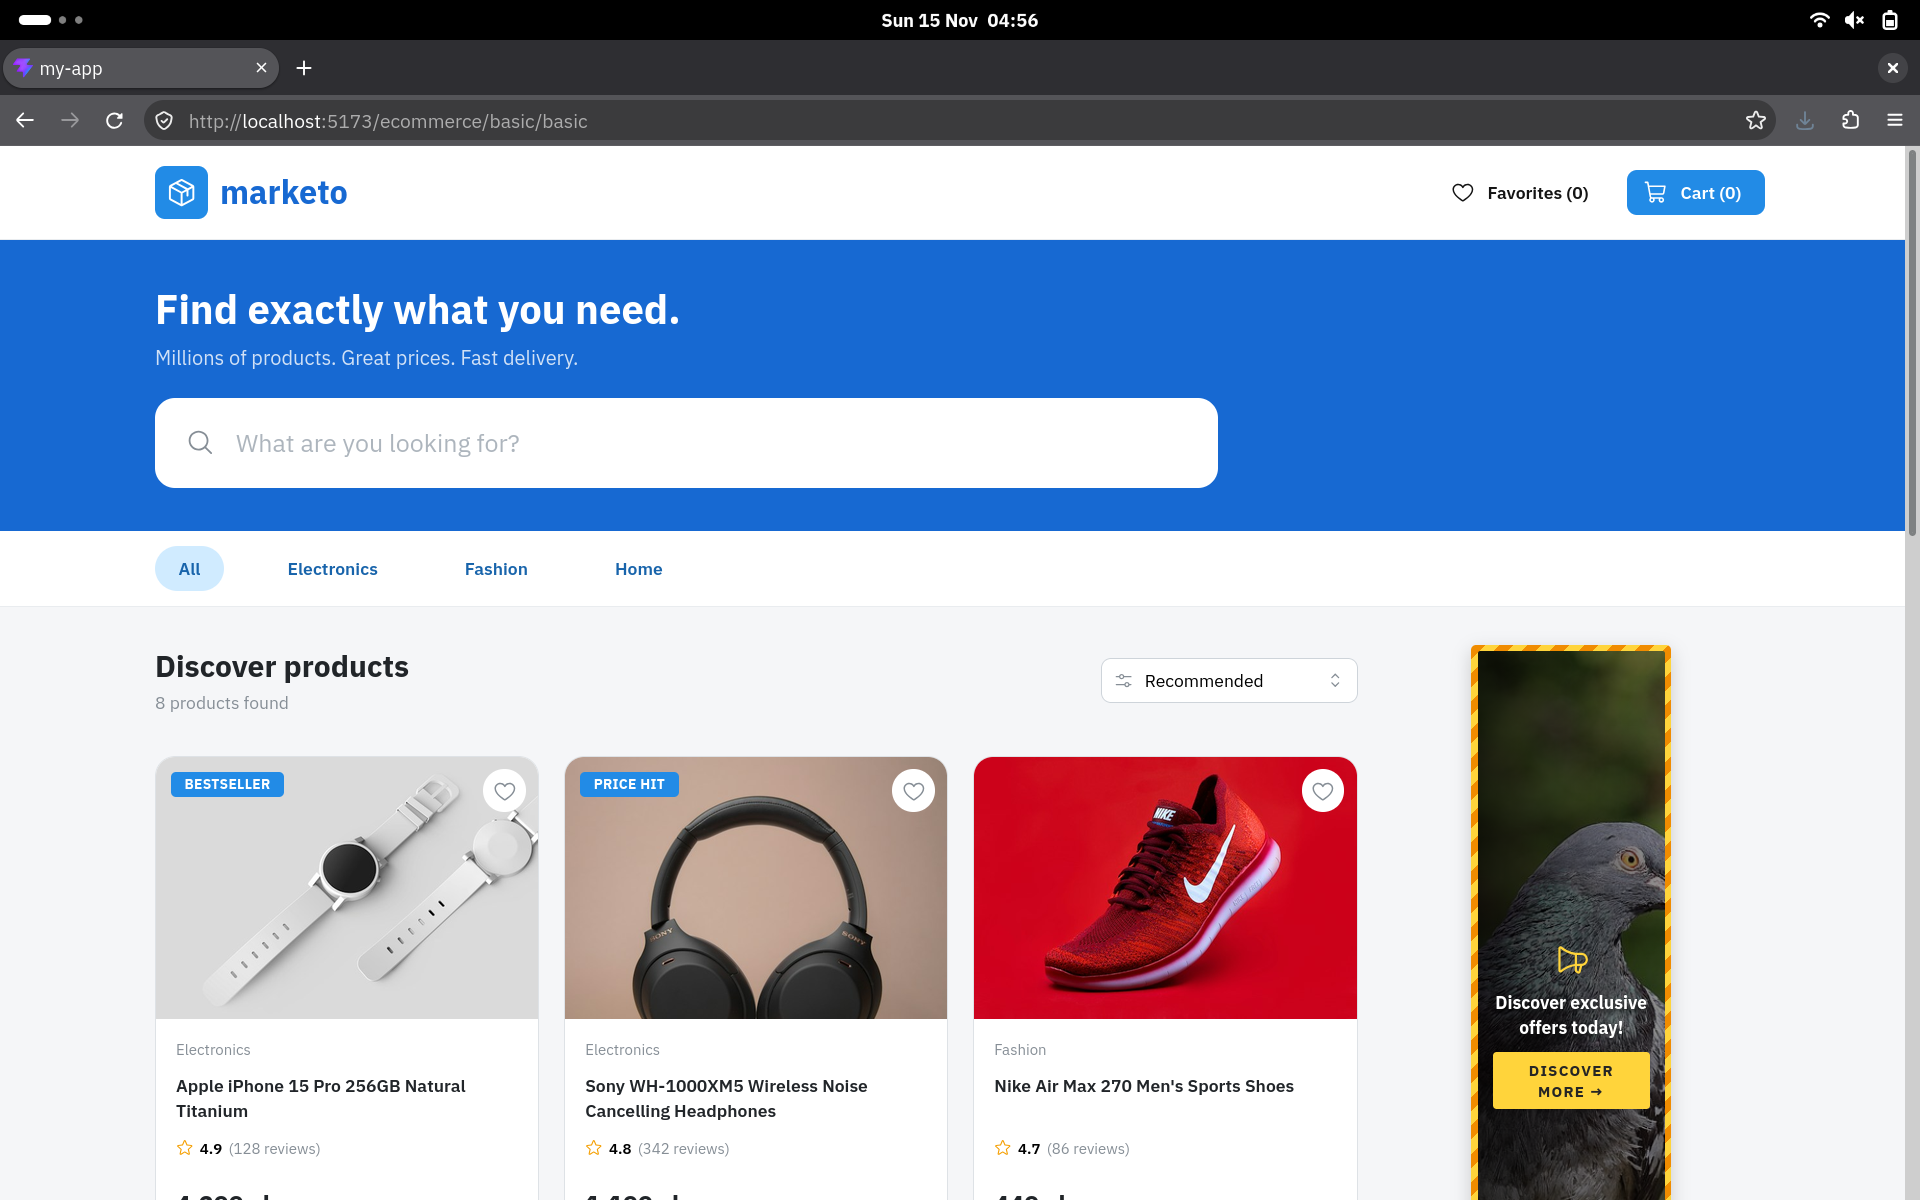 Sun 15 Nov 04:56
my-app
http://localhost:5173/ecommerce/basic/basic
marketo
Favorites (0)
Cart (0)
Find exactly what you need.
Millions of products. Great prices. Fast delivery.
What are you looking for?
All
Electronics
Fashion
Home
Discover products
8 products found
Recommended
BESTSELLER
PRICE HIT
NIKE
SONY
SONY
Electronics
Apple iPhone 15 Pro 256GB Natural
Titanium
4.9 (128 reviews)
Electronics
Sony WH-1000XM5 Wireless Noise
Cancelling Headphones
4.8 (342 reviews)
Fashion
Nike Air Max 270 Men's Sports Shoes
4.7 (86 reviews)
Discover exclusive
offers today!
DISCOVER
MORE →